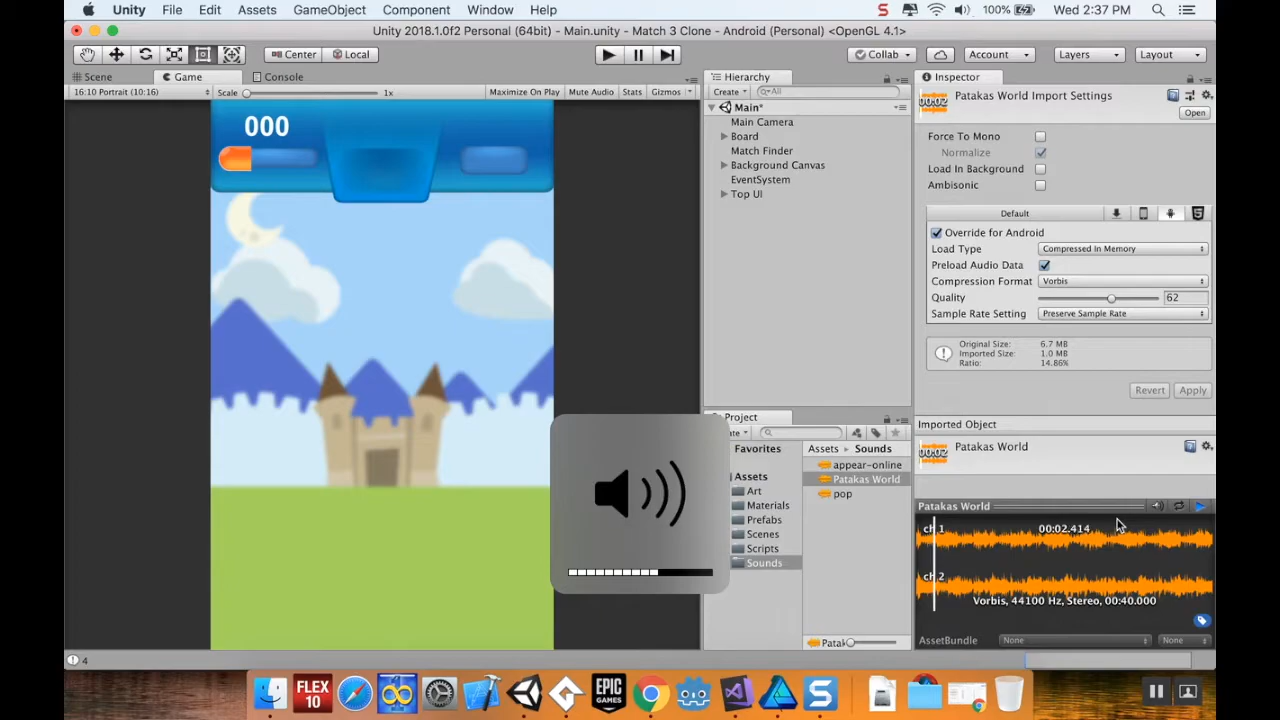 Unity File Edit Assets GameObject Component Window Help 100% Wed 2:37 PM
Unity 2018.1.0f2 Personal (64bit) - Main.unity - Match 3 Clone - Android (Personal) <OpenGL 4.1>
Center Local Collab Account Layers Layout
Scene Game Console
16:10 Portrait (10:16) Scale 1x Maximize On Play Mute Audio Stats Gizmos
000
Hierarchy
Create All
Main*
Main Camera
Board
Match Finder
Background Canvas
EventSystem
Top UI
Project
ate
Favorites
Assets
Art
Materials
Prefabs
Scenes
Scripts
Sounds
Assets Sounds
appear-online
Patakas World
pop
Patak
Inspector
00:02
Patakas World Import Settings
Open
Force To Mono
Normalize
Load In Background
Ambisonic
Default
Override for Android
Load Type Compressed In Memory
Preload Audio Data
Compression Format Vorbis
Quality 62
Sample Rate Setting Preserve Sample Rate
Original Size: 6.7 MB
Imported Size: 1.0 MB
Ratio: 14.86%
Revert Apply
Imported Object
00:02
Patakas World
Patakas World
ch 1 00:02.414
ch 2
Vorbis, 44100 Hz, Stereo, 00:40.000
AssetBundle None None
4
FLEX
10
EPIC
GAMES